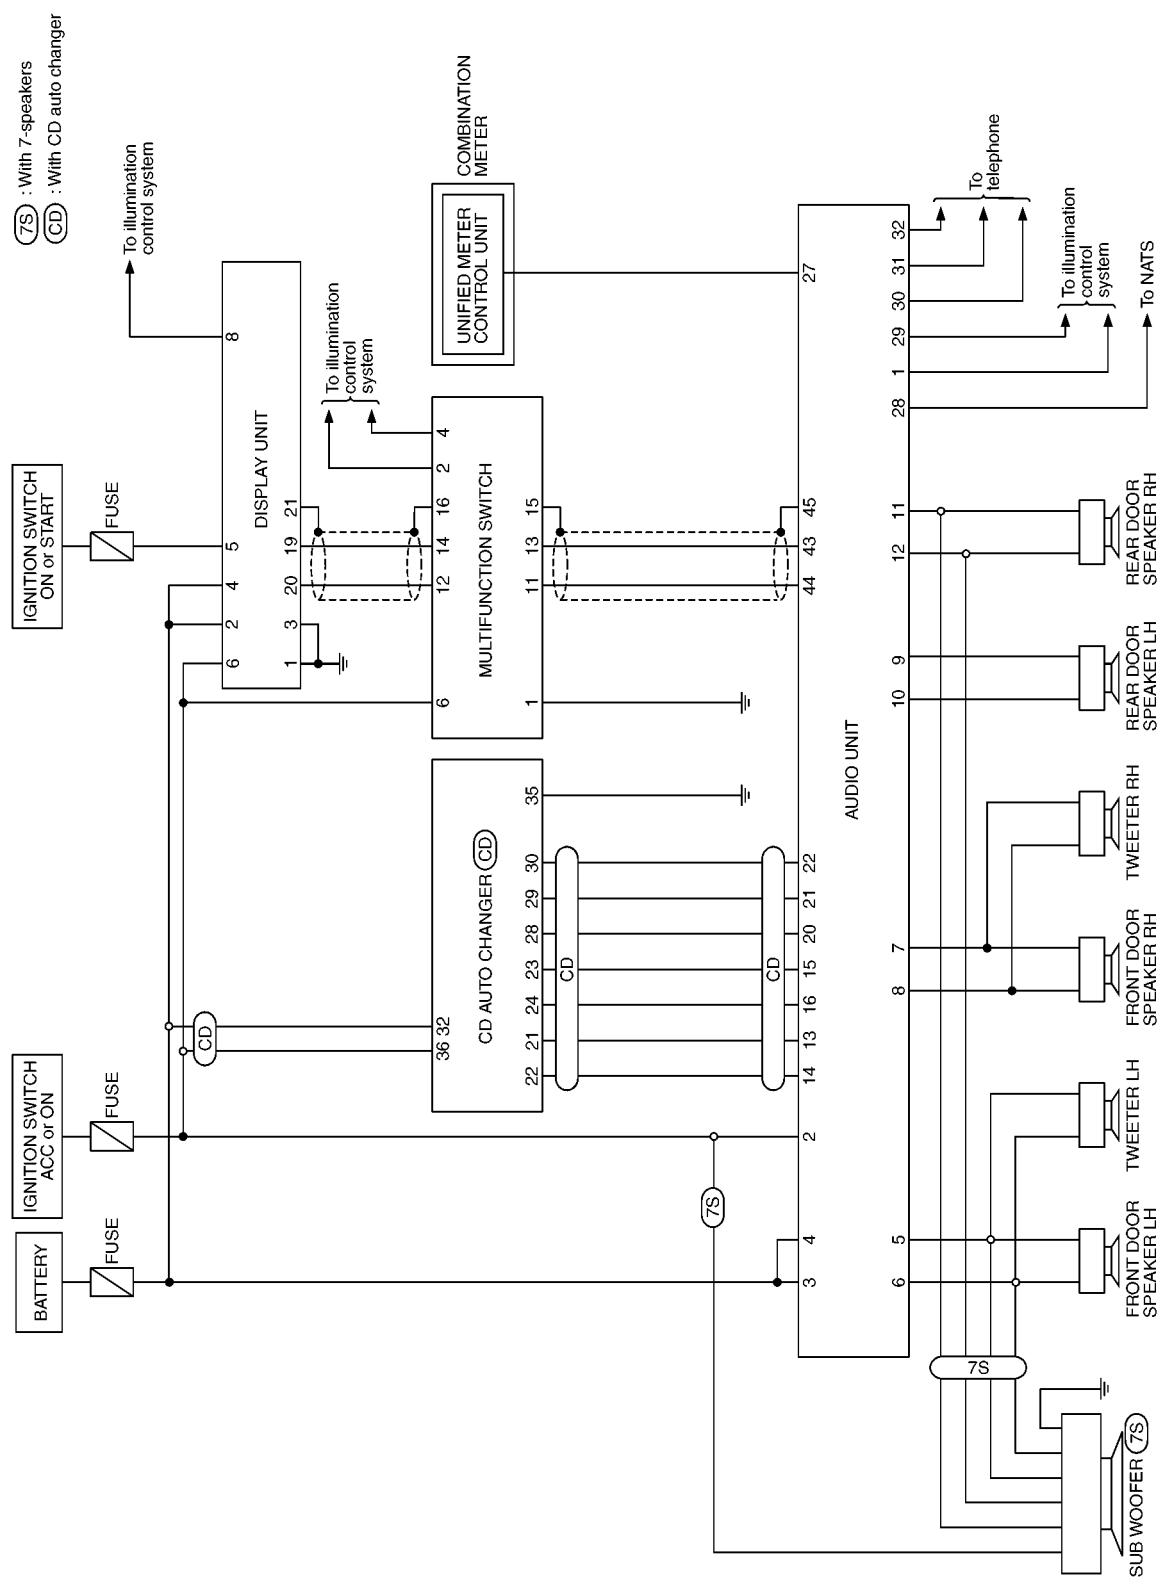 7S : With 7-speakers
CD : With CD auto changer
BATTERY
FUSE
IGNITION SWITCH
ACC or ON
FUSE
IGNITION SWITCH
ON or START
FUSE
To illumination
control system
6 2 4 5 8
DISPLAY UNIT
1 3 20 19 21
To illumination
control
system
36 32
CD
CD AUTO CHANGER CD
22 21 24 23 28 29 30 35
6 12 14 16 2 4
MULTIFUNCTION SWITCH
1 11 13 15
UNIFIED METER
CONTROL UNIT
COMBINATION
METER
CD
CD
7S
3 4 2 14 13 16 15 20 21 22 44 43 45 27
AUDIO UNIT
6 5 8 7 10 9 12 11 28 1 29 30 31 32
To
telephone
To illumination
control
system
To NATS
7S
SUB WOOFER 7S
FRONT DOOR
SPEAKER LH
TWEETER LH
FRONT DOOR
SPEAKER RH
TWEETER RH
REAR DOOR
SPEAKER LH
REAR DOOR
SPEAKER RH